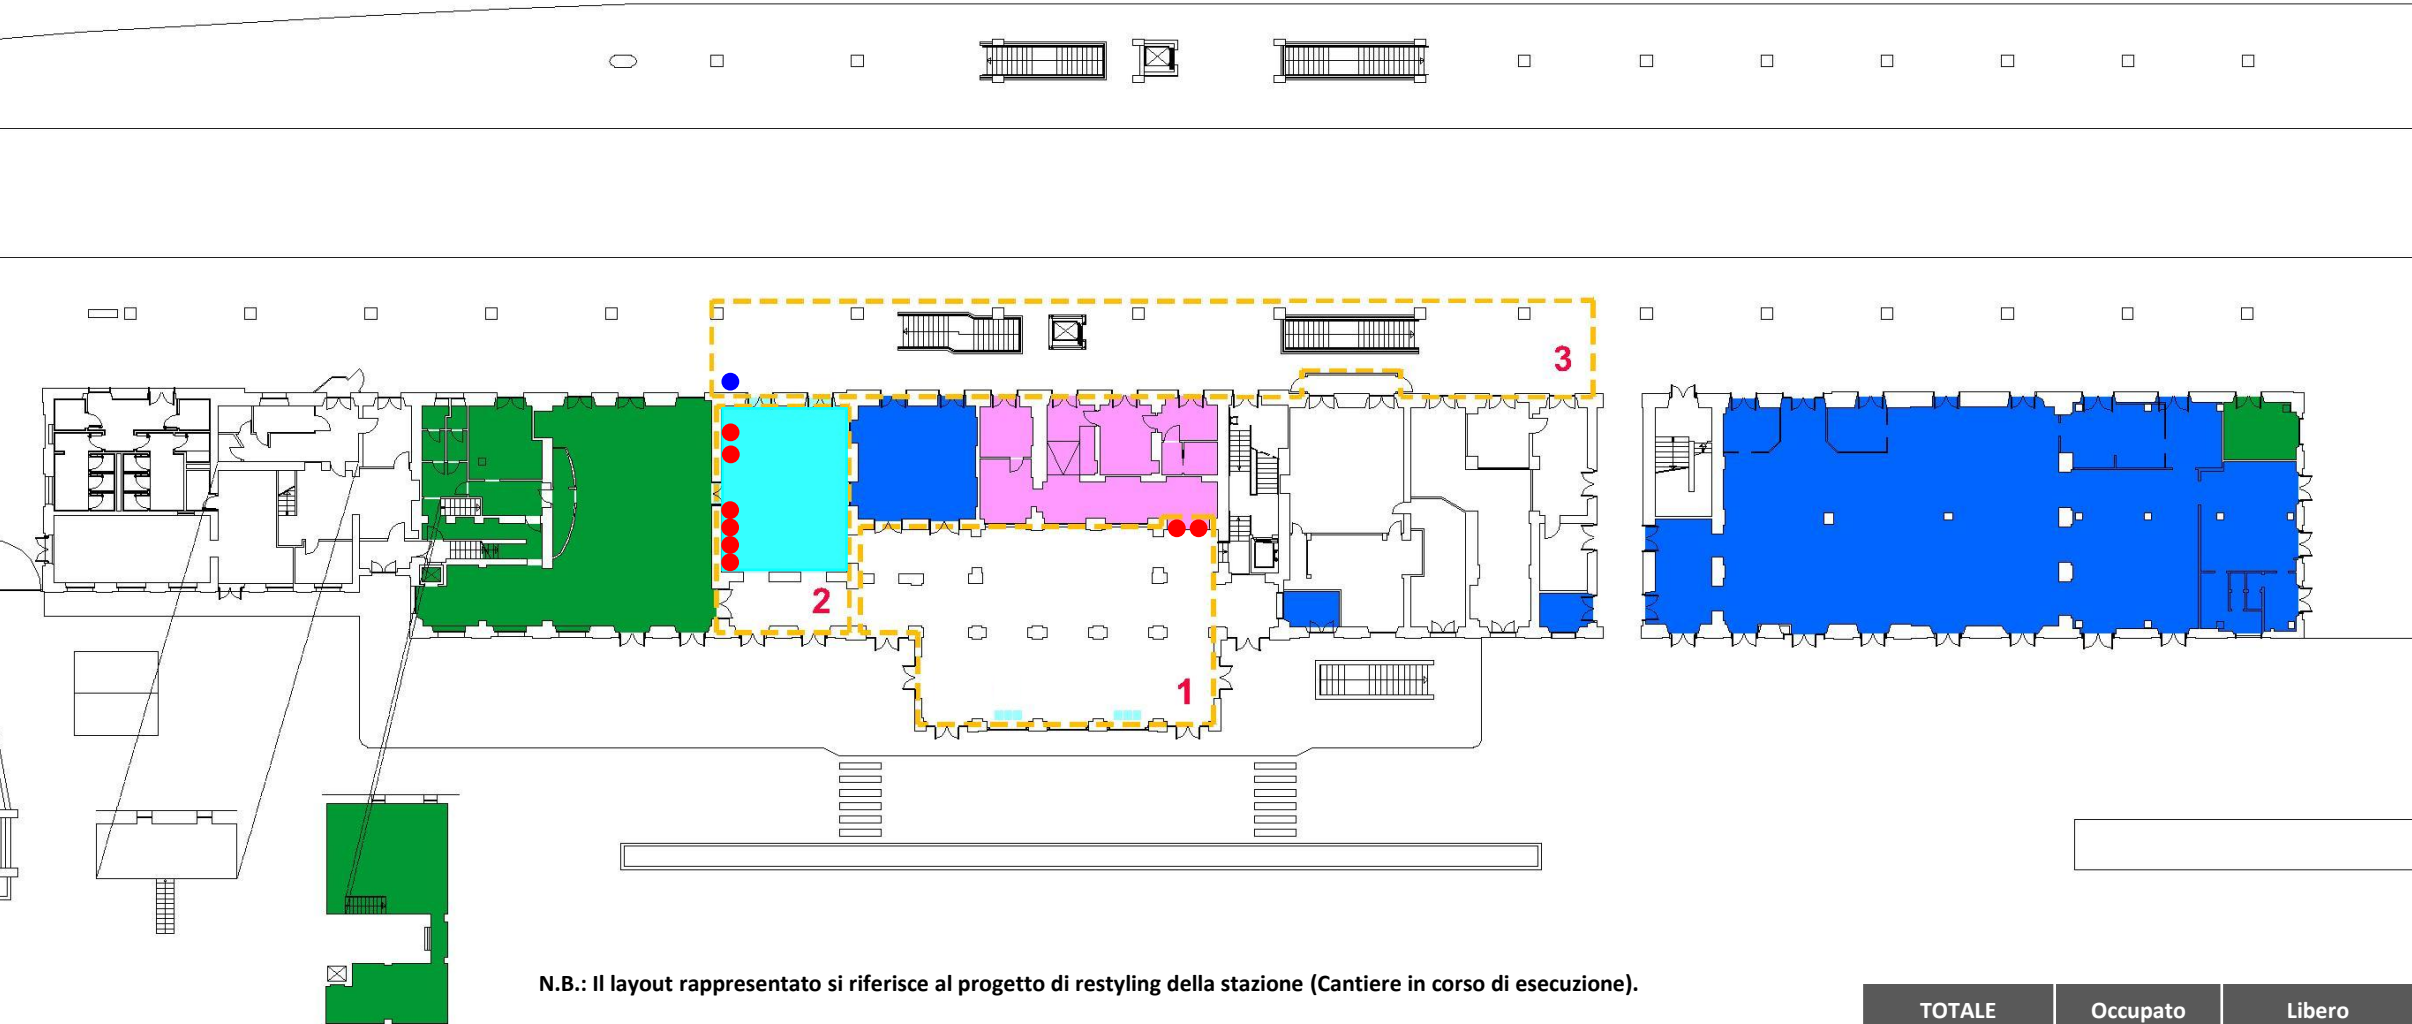 3
2
1
N.B.: Il layout rappresentato si riferisce al progetto di restyling della stazione (Cantiere in corso di esecuzione).
TOTALE Occupato Libero